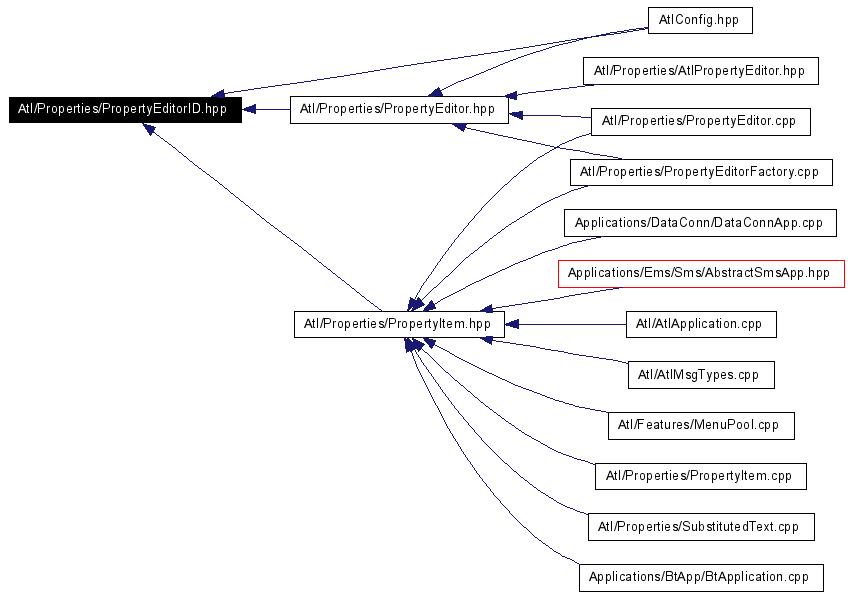 AtlConfig.hpp
Atl/Properties/AtlPropertyEditor.hpp
Atl/Properties/PropertyEditorID.hpp
Atl/Properties/PropertyEditor.hpp
Atl/Properties/PropertyEditor.cpp
Atl/Properties/PropertyEditorFactory.cpp
Applications/DataConn/DataConnApp.cpp
Applications/Ems/Sms/AbstractSmsApp.hpp
Atl/Properties/PropertyItem.hpp
Atl/AtlApplication.cpp
Atl/AtlMsgTypes.cpp
Atl/Features/MenuPool.cpp
Atl/Properties/PropertyItem.cpp
Atl/Properties/SubstitutedText.cpp
Applications/BtApp/BtApplication.cpp